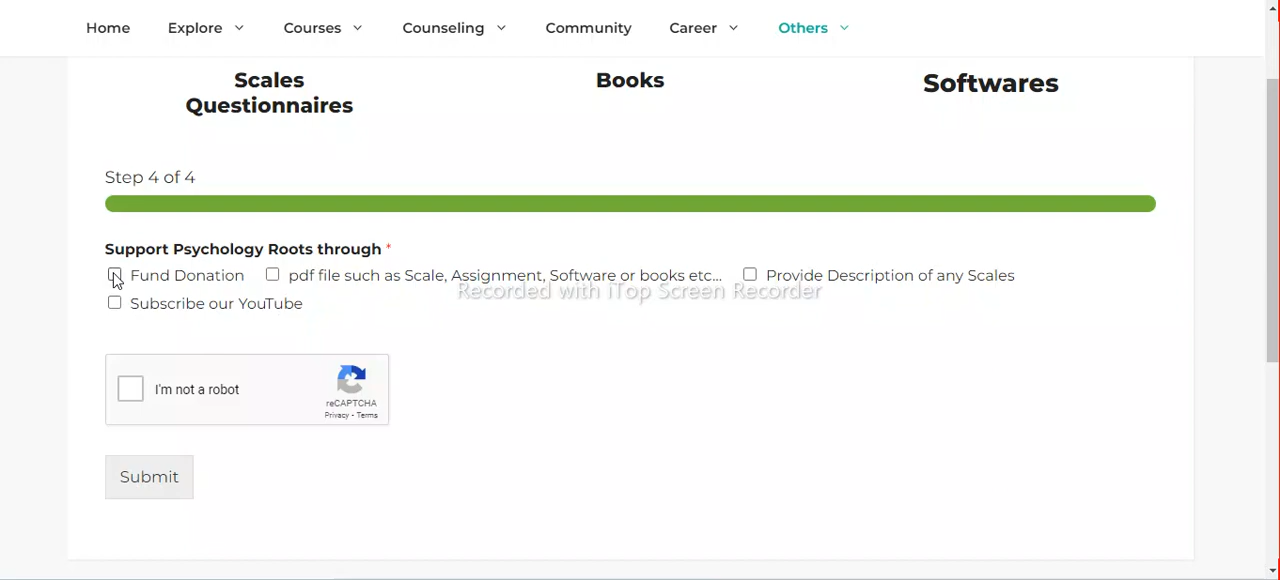 Home Explore Courses Counseling Community Career Others
Scales
Questionnaires
Books
Softwares
Step 4 of 4
Support Psychology Roots through *
Fund Donation pdf file such as Scale, Assignment, Software or books etc... Provide Description of any Scales
Recorded with iTop Screen Recorder
Subscribe our YouTube
I'm not a robot
reCAPTCHA
Privacy - Terms
Submit